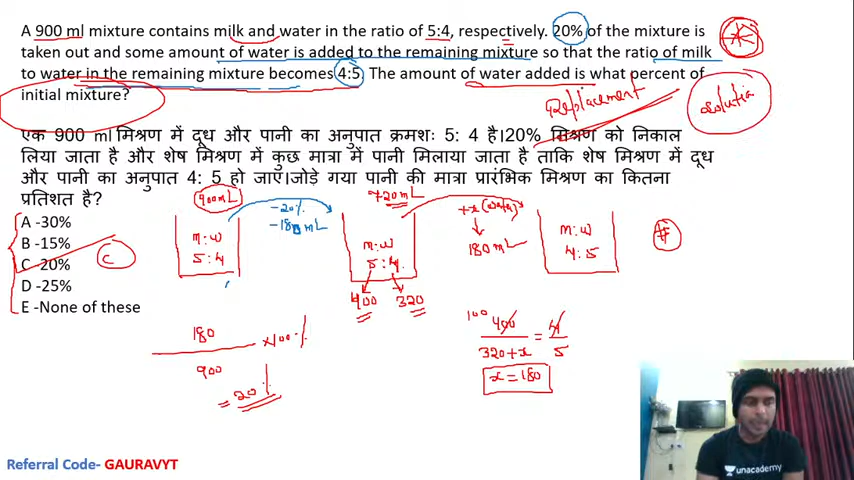 A 900 ml mixture contains milk and water in the ratio of 5:4, respectively. 20% of the mixture is
taken out and some amount of water is added to the remaining mixture so that the ratio of milk
to water in the remaining mixture becomes 4:5. The amount of water added is what percent of
initial mixture?
Replacement
Solution
एक 900 ml मिश्रण में दूध और पानी का अनुपात क्रमशः 5: 4 है।20% मिश्रण को निकाल
लिया जाता है और शेष मिश्रण में कुछ मात्रा में पानी मिलाया जाता है ताकि शेष मिश्रण में दूध
और पानी का अनुपात 4: 5 हो जाए।जोड़े गया पानी की मात्रा प्रारंभिक मिश्रण का कितना
प्रतिशत है?
A -30%
B -15%
C -20%
D -25%
E -None of these
C
900mL
m:w
5:4
-20%
-180 mL
720mL
m:w
5:4
400 320
+x (water)
180mL
m:w
4:5
180
900
×100%
= 20%
100
400
320+x
= 4
5
x = 180
unacademy
Referral Code- GAURAVYT